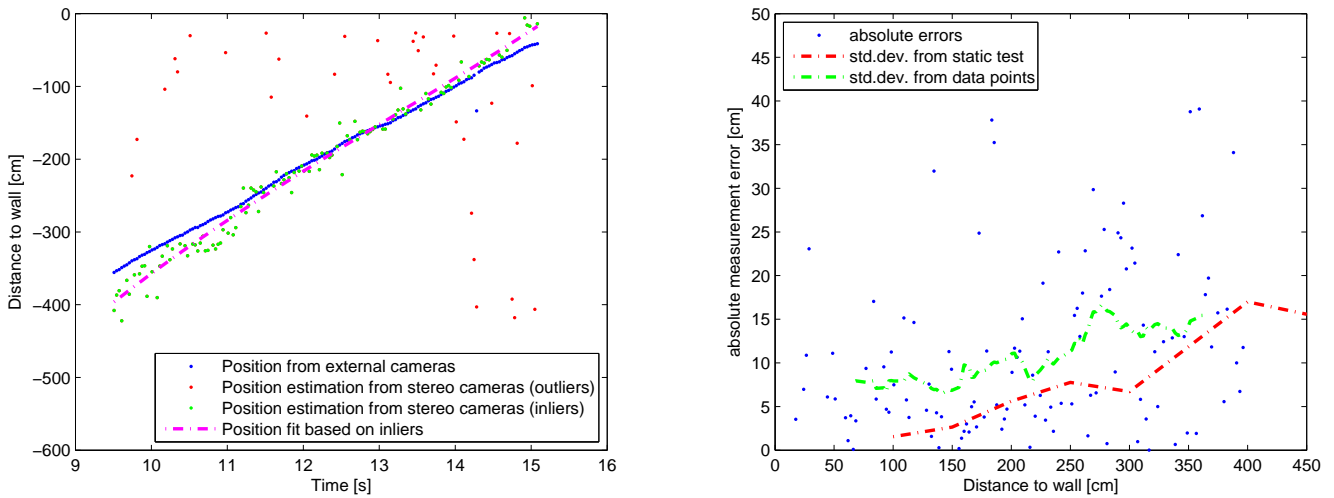 0
−100
−200
−300
−400
−500
−600
9 10 11 12 13 14 15 16
Time [s]
Distance to wall [cm]
Position from external cameras
Position estimation from stereo cameras (outliers)
Position estimation from stereo cameras (inliers)
Position fit based on inliers
50
45
40
35
30
25
20
15
10
5
0
0 50 100 150 200 250 300 350 400 450
Distance to wall [cm]
absolute measurement error [cm]
absolute errors
std.dev. from static test
std.dev. from data points